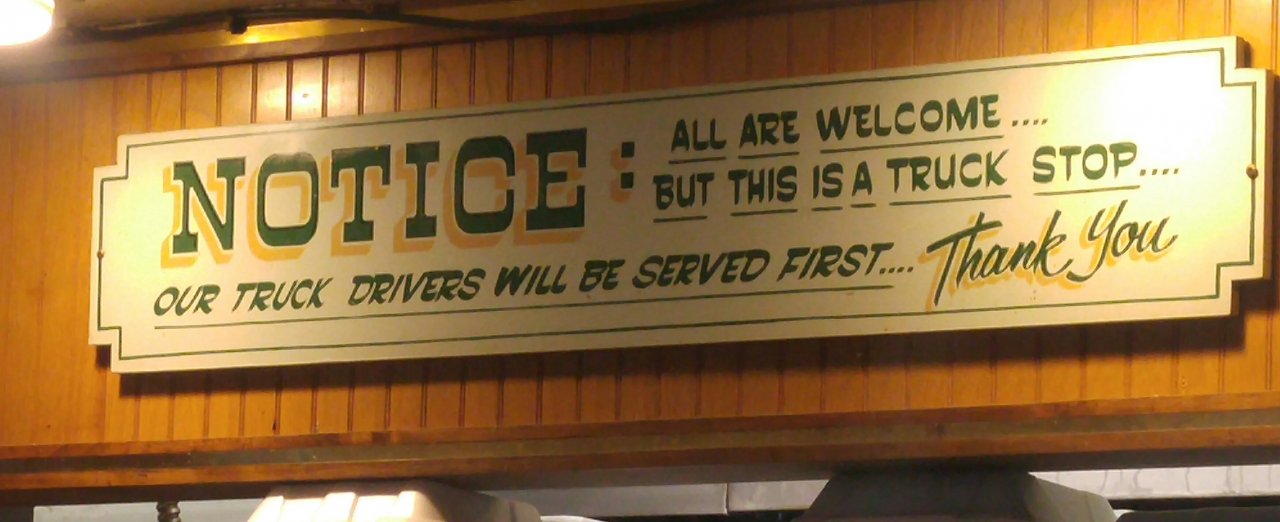 NOTICE: ALL ARE WELCOME....
BUT THIS IS A TRUCK STOP....
OUR TRUCK DRIVERS WILL BE SERVED FIRST.... Thank You